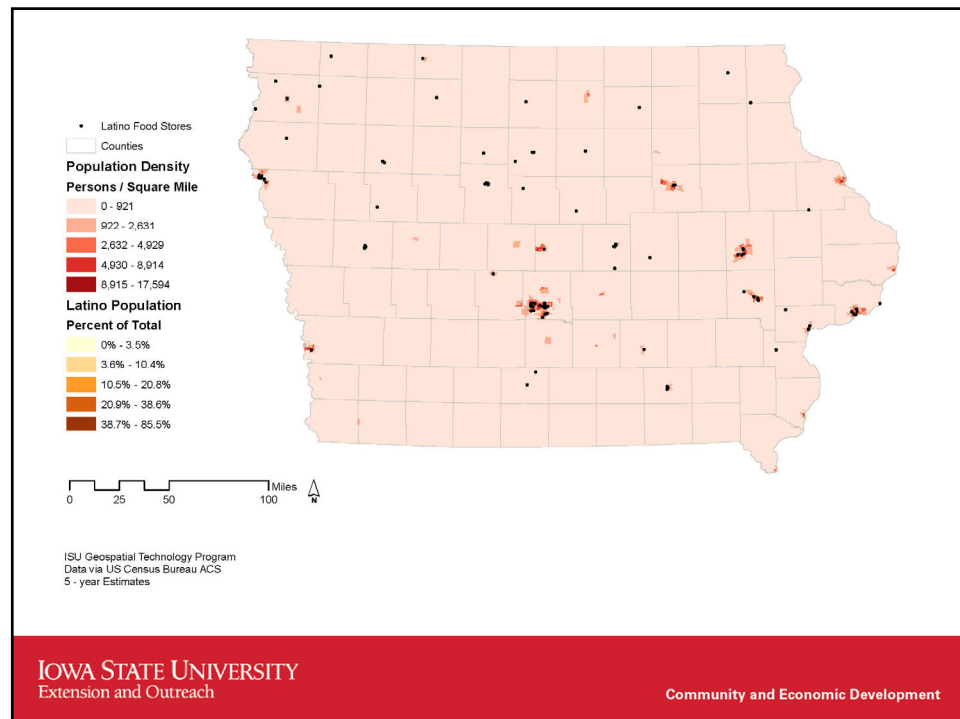 Latino Food Stores
Counties
Population Density
Persons / Square Mile
0 - 921
922 - 2,631
2,632 - 4,929
4,930 - 8,914
8,915 - 17,594
Latino Population
Percent of Total
0% - 3.5%
3.6% - 10.4%
10.5% - 20.8%
20.9% - 38.6%
38.7% - 85.5%
Miles
0 25 50 100
N
ISU Geospatial Technology Program
Data via US Census Bureau ACS
5 - year Estimates
IOWA STATE UNIVERSITY
Extension and Outreach
Community and Economic Development